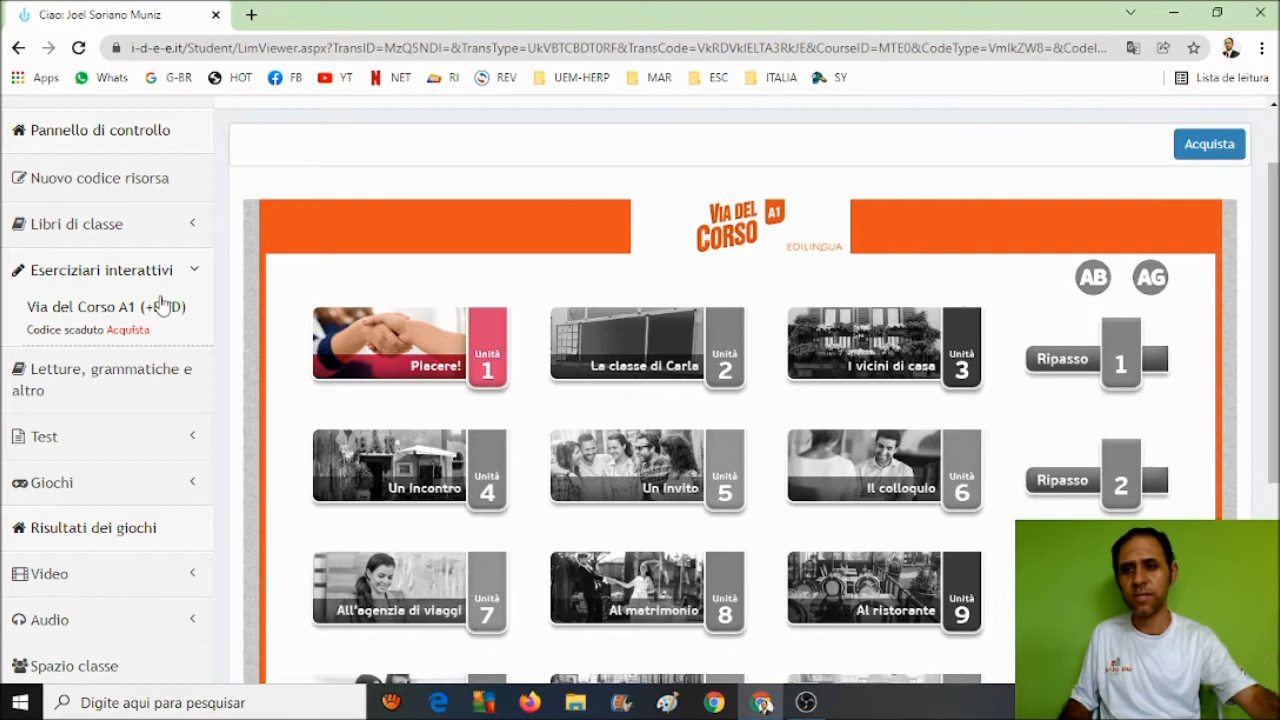 Ciao: Joel Soriano Muniz
i-d-e-e.it/Student/LimViewer.aspx?TransID=MzQ5NDI=&TransType=UkVBTCBDT0RF&TransCode=VkRDVklELTA3RkJE&CourseID=MTE0&CodeType=VmlkZW8=&CodeI...
Apps Whats G-BR HOT FB YT NET RI REV UEM-HERP MAR ESC ITALIA SY Lista de leitura
Pannello di controllo
Nuovo codice risorsa
Libri di classe
Eserciziari interattivi
Via del Corso A1
Codice scaduto Acquista
Letture, grammatiche e
altro
Test
Giochi
Risultati dei giochi
Video
Audio
Spazio classe
Acquista
VIA DEL
CORSO
A1
EDILINGUA
AB AG
Piacere! Unità 1
La classe di Carla Unità 2
I vicini di casa Unità 3
Ripasso 1
Un incontro Unità 4
Un invito Unità 5
Il colloquio Unità 6
Ripasso 2
All'agenzia di viaggi Unità 7
Al matrimonio Unità 8
Al ristorante Unità 9
Digite aqui para pesquisar